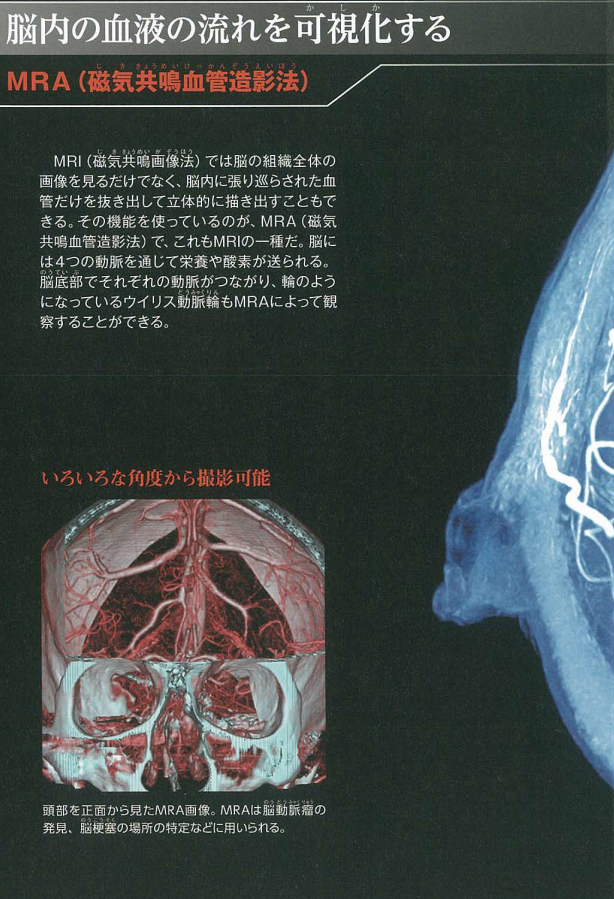 脳内の血液の流れを可視化する
MRA（磁気共鳴血管造影法）
MRI（磁気共鳴画像法）では脳の組織全体の
画像を見るだけでなく、脳内に張り巡らされた血
管だけを抜き出して立体的に描き出すこともで
きる。その機能を使っているのが、MRA（磁気
共鳴血管造影法）で、これもMRIの一種だ。脳に
は4つの動脈を通じて栄養や酸素が送られる。
脳底部でそれぞれの動脈がつながり、輪のよう
になっているウイリス動脈輪もMRAによって観
察することができる。
いろいろな角度から撮影可能
頭部を正面から見たMRA画像。MRAは脳動脈瘤の
発見、脳梗塞の場所の特定などに用いられる。